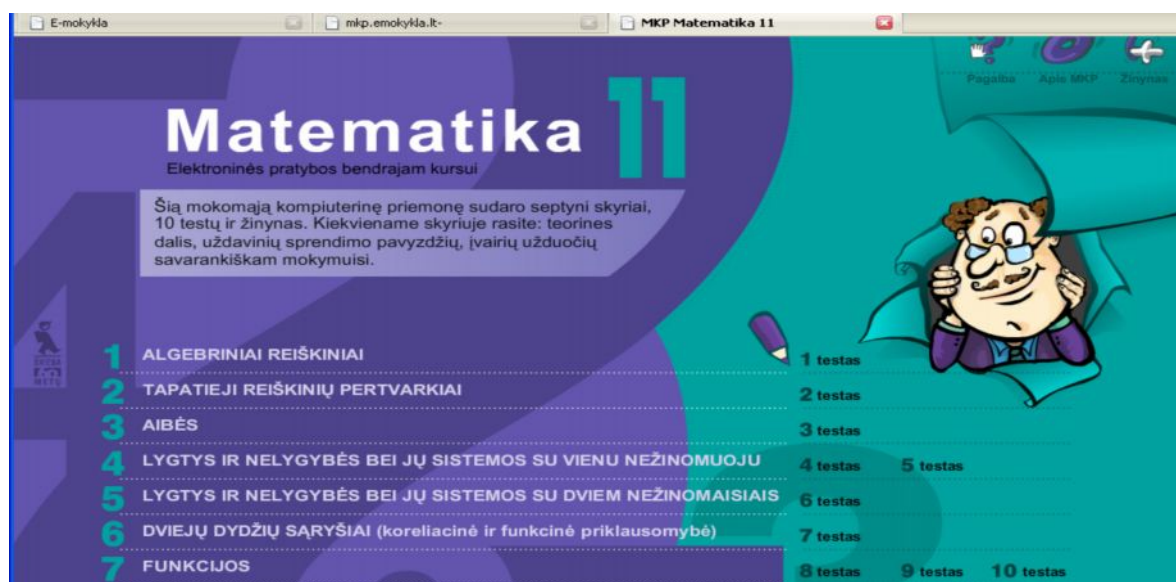 E-mokykla
mkp.emokykla.lt-
MKP Matematika 11
Pagalba
Apie MKP
Žinynas
Matematika 11
Elektroninės pratybos bendrajam kursui
Šią mokomąją kompiuterinę priemonę sudaro septyni skyriai,
10 testų ir žinynas. Kiekviename skyriuje rasite: teorines
dalis, uždavinių sprendimo pavyzdžių, įvairių užduočių
savarankiškam mokymuisi.
1 ALGEBRINIAI REIŠKINIAI 1 testas
2 TAPATIEJI REIŠKINIŲ PERTVARKIAI 2 testas
3 AIBĖS 3 testas
4 LYGTYS IR NELYGYBĖS BEI JŲ SISTEMOS SU VIENU NEŽINOMUOJU 4 testas 5 testas
5 LYGTYS IR NELYGYBĖS BEI JŲ SISTEMOS SU DVIEM NEŽINOMAISIAIS 6 testas
6 DVIEJŲ DYDŽIŲ SĄRYŠIAI (koreliacinė ir funkcinė priklausomybė) 7 testas
7 FUNKCIJOS 8 testas 9 testas 10 testas